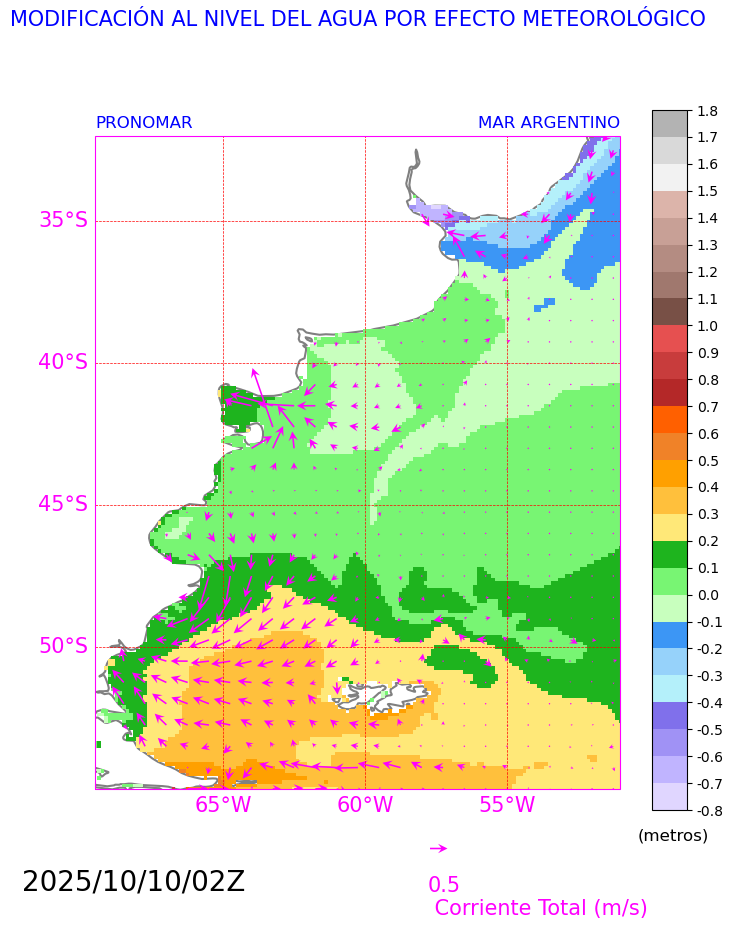 MODIFICACIÓN AL NIVEL DEL AGUA POR EFECTO METEOROLÓGICO
PRONOMAR
MAR ARGENTINO
35°S
40°S
45°S
50°S
65°W
60°W
55°W
1.8
1.7
1.6
1.5
1.4
1.3
1.2
1.1
1.0
0.9
0.8
0.7
0.6
0.5
0.4
0.3
0.2
0.1
0.0
-0.1
-0.2
-0.3
-0.4
-0.5
-0.6
-0.7
-0.8
(metros)
2025/10/10/02Z
0.5
Corriente Total (m/s)